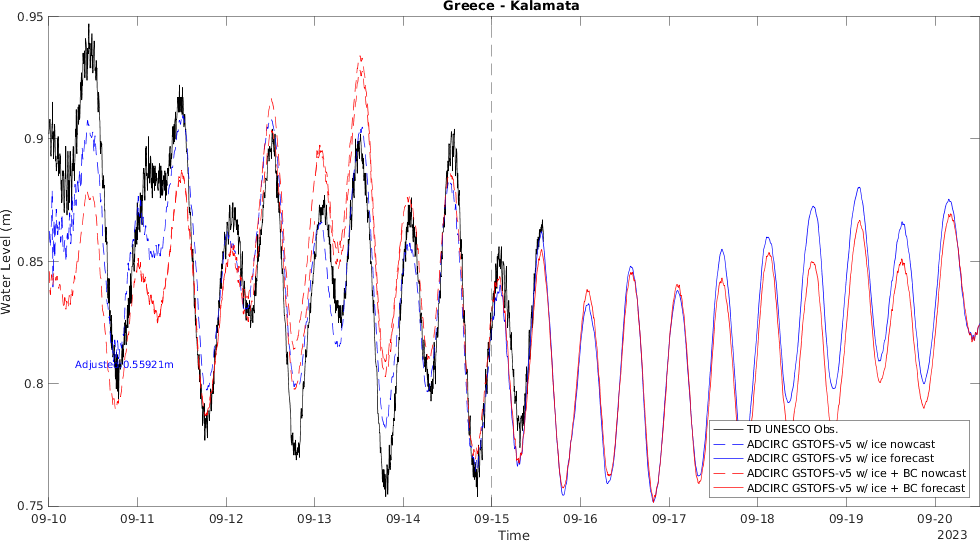 Greece - Kalamata
0.95
0.9
0.85
0.8
0.75
Water Level (m)
Adjusted 0.55921m
TD UNESCO Obs.
ADCIRC GSTOFS-v5 w/ ice nowcast
ADCIRC GSTOFS-v5 w/ ice forecast
ADCIRC GSTOFS-v5 w/ ice + BC nowcast
ADCIRC GSTOFS-v5 w/ ice + BC forecast
09-10 09-11 09-12 09-13 09-14 09-15 09-16 09-17 09-18 09-19 09-20
Time
2023